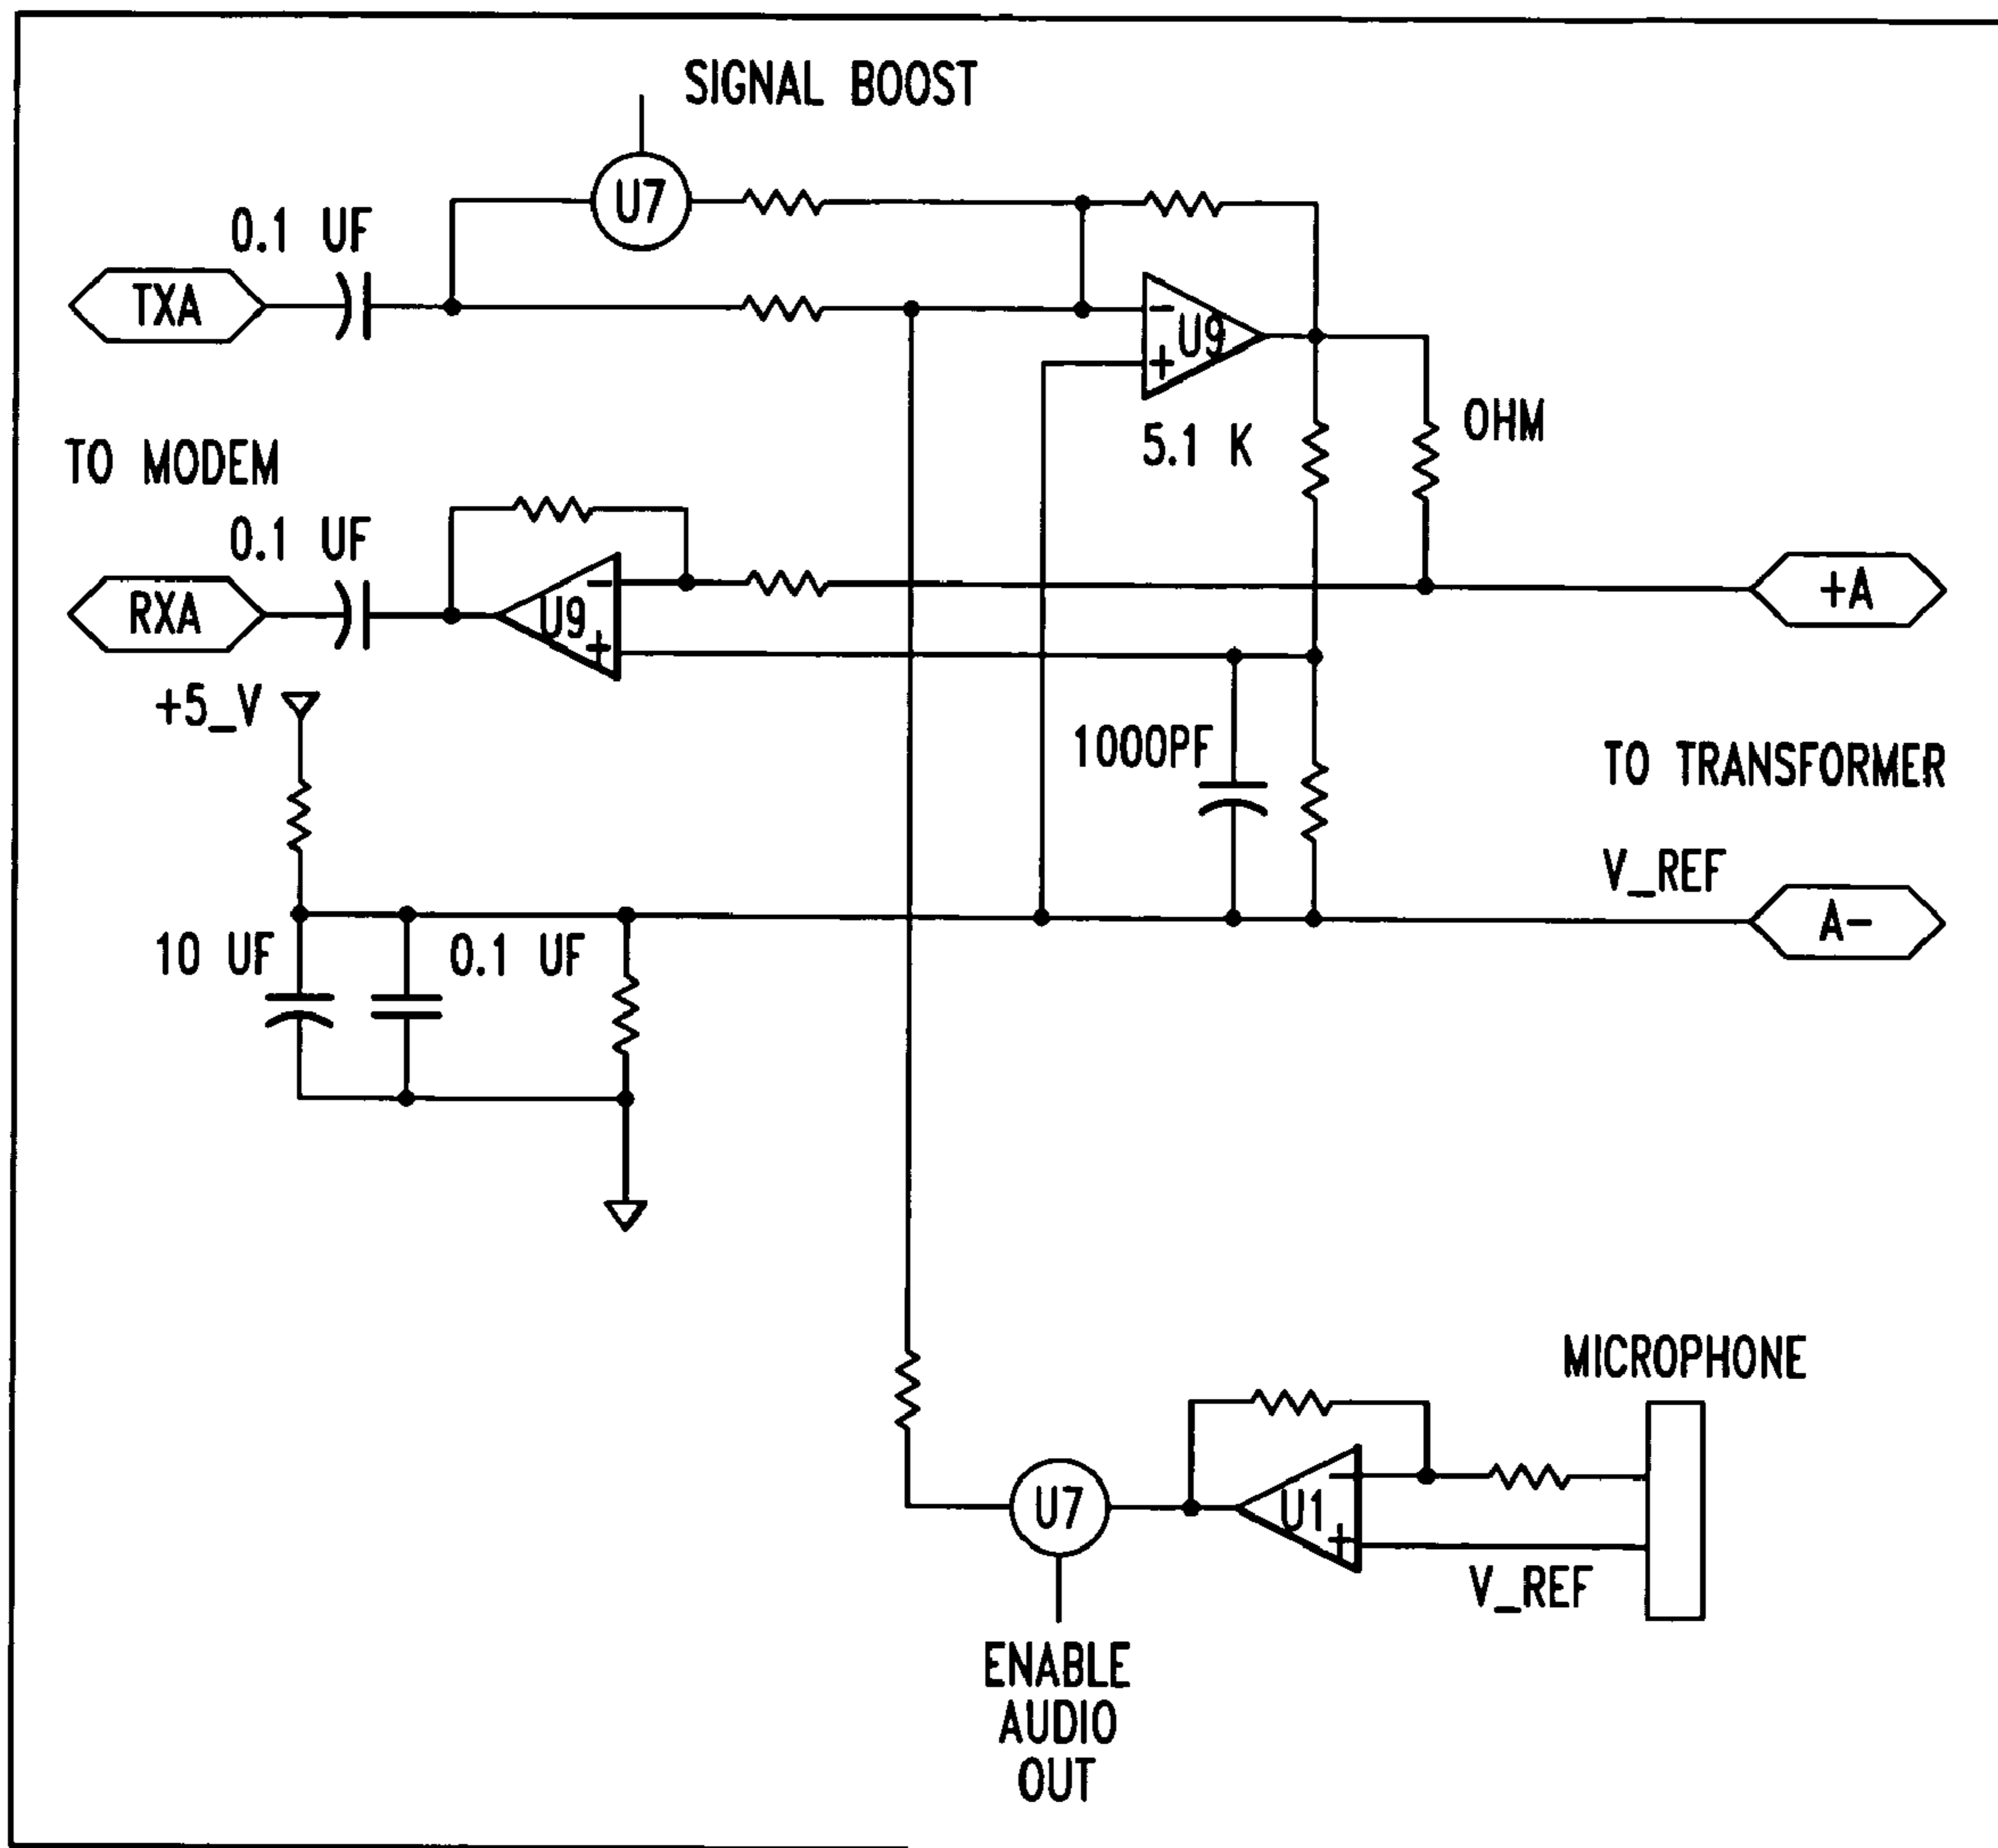 SIGNAL BOOST
U7
0.1 UF
TXA
−
U9
+
OHM
5.1 K
TO MODEM
0.1 UF
RXA
−
U9
+
+A
+5_V
1000PF
TO TRANSFORMER
V_REF
A−
10 UF
0.1 UF
MICROPHONE
−
U7
U1
+
V_REF
ENABLE
AUDIO
OUT